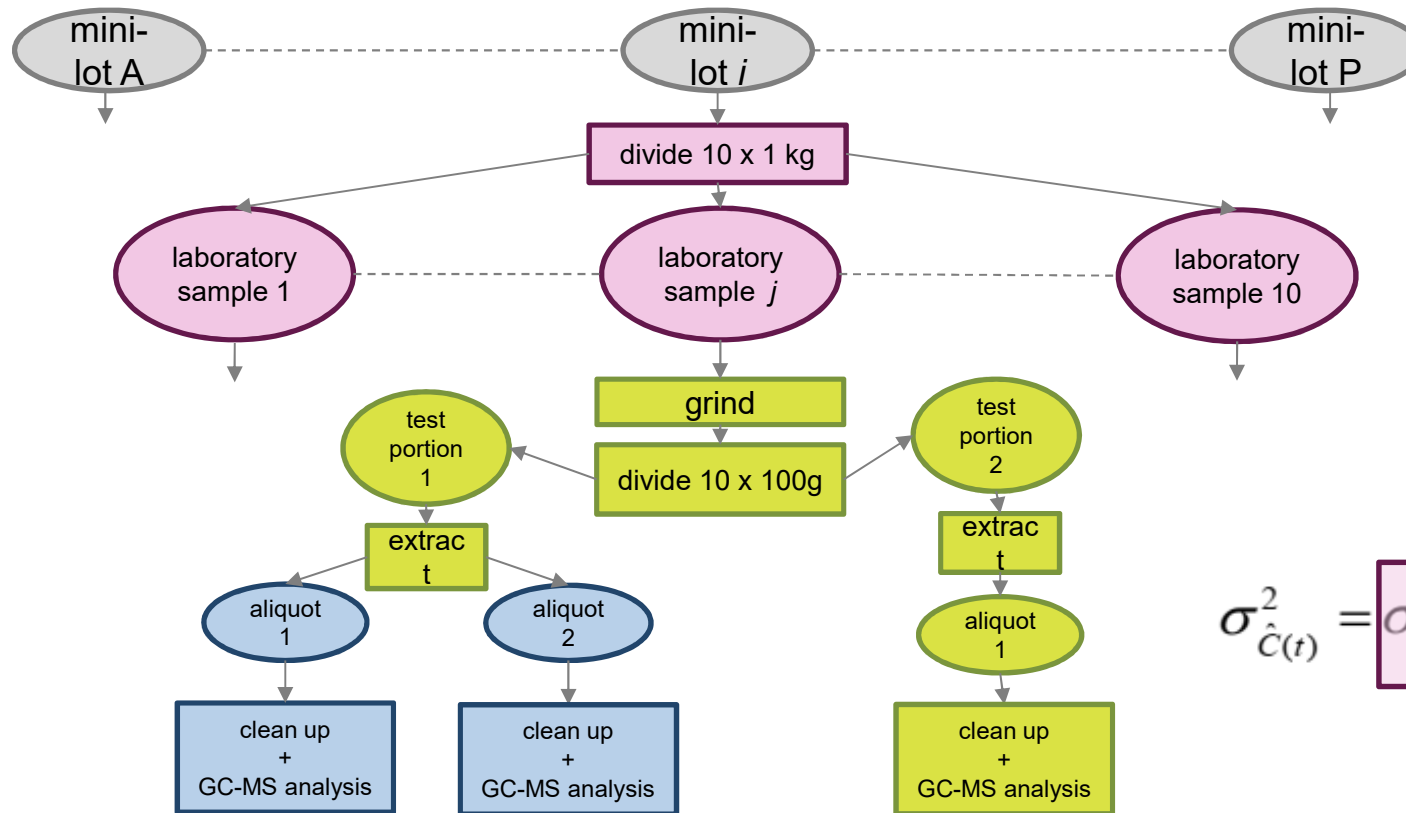 mini-
lot A
mini-
lot i
mini-
lot P
divide 10 x 1 kg
laboratory
sample 1
laboratory
sample j
laboratory
sample 10
grind
test
portion
1
test
portion
2
divide 10 x 100g
extrac
t
extrac
t
aliquot
1
aliquot
2
aliquot
1
σ²_Ĉ(t) = σ
clean up
+
GC-MS analysis
clean up
+
GC-MS analysis
clean up
+
GC-MS analysis